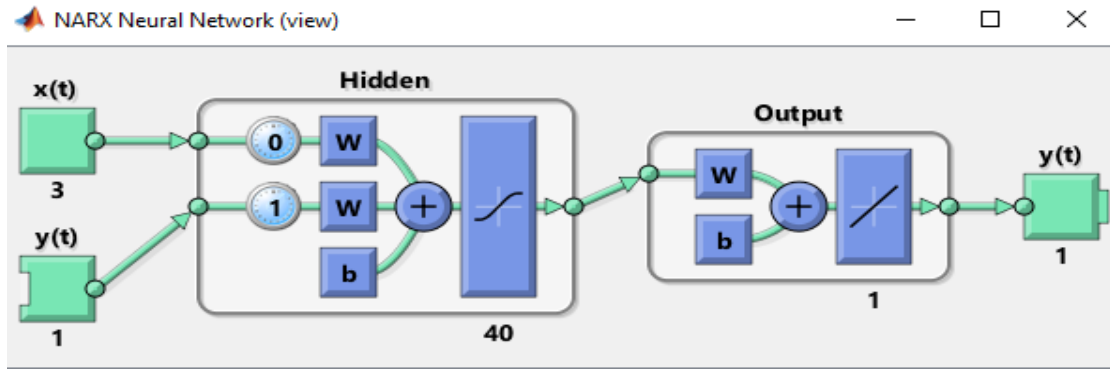 NARX Neural Network (view)
Hidden
x(t)
Output
0
W
W
y(t)
3
1
W
+
+
y(t)
b
b
1
1
1
40